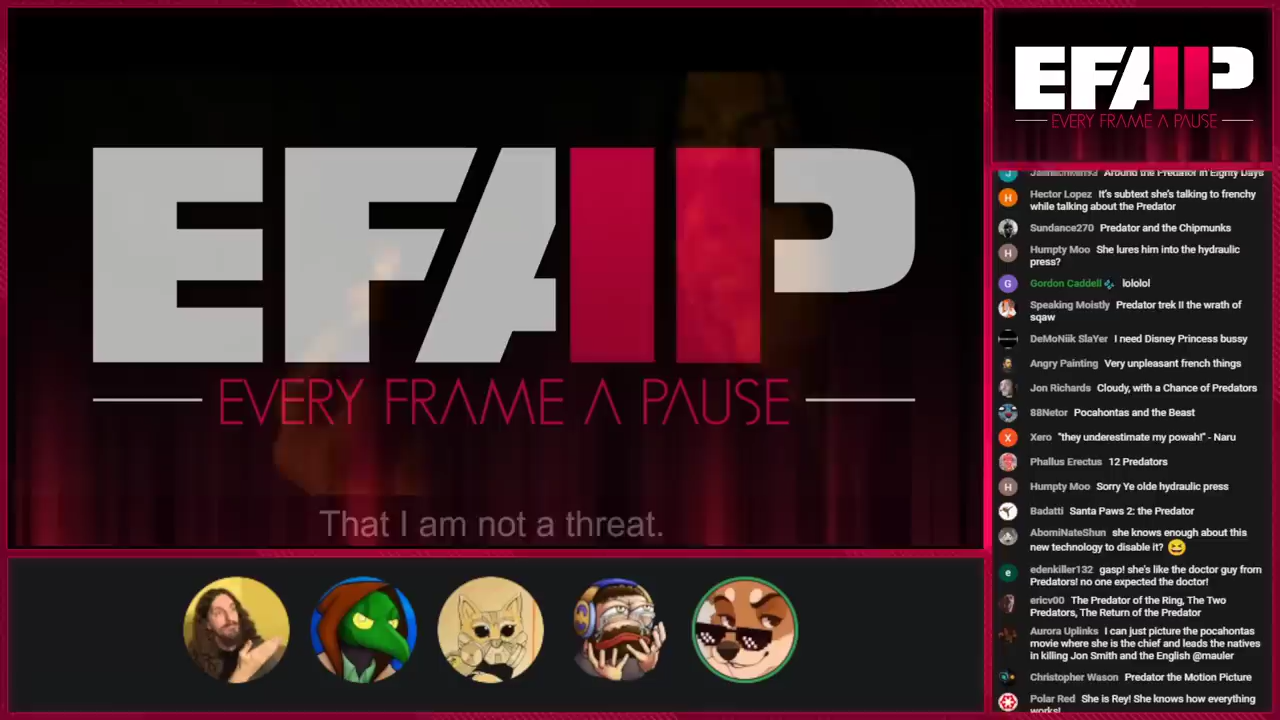 EFAP
EVERY FRAME A PAUSE
That I am not a threat.
EFAP
EVERY FRAME A PAUSE
Around the Predator in Eighty Days
Hector Lopez It's subtext she's talking to frenchy
while talking about the Predator
Sundance270 Predator and the Chipmunks
Humpty Moo She lures him into the hydraulic
press?
Gordon Caddell lololol
Speaking Moistly Predator trek II the wrath of
sqaw
DeMoNiik SlaYer I need Disney Princess bussy
Angry Painting Very unpleasant french things
Jon Richards Cloudy, with a Chance of Predators
88Netor Pocahontas and the Beast
Xero "they underestimate my powah!" - Naru
Phallus Erectus 12 Predators
Humpty Moo Sorry Ye olde hydraulic press
Badatti Santa Paws 2: the Predator
AbomiNateShun she knows enough about this
new technology to disable it?
edenkiller132 gasp! she's like the doctor guy from
Predators! no one expected the doctor!
ericv00 The Predator of the Ring, The Two
Predators, The Return of the Predator
Aurora Uplinks I can just picture the pocahontas
movie where she is the chief and leads the natives
in killing Jon Smith and the English @mauler
Christopher Wason Predator the Motion Picture
Polar Red She is Rey! She knows how everything
works!